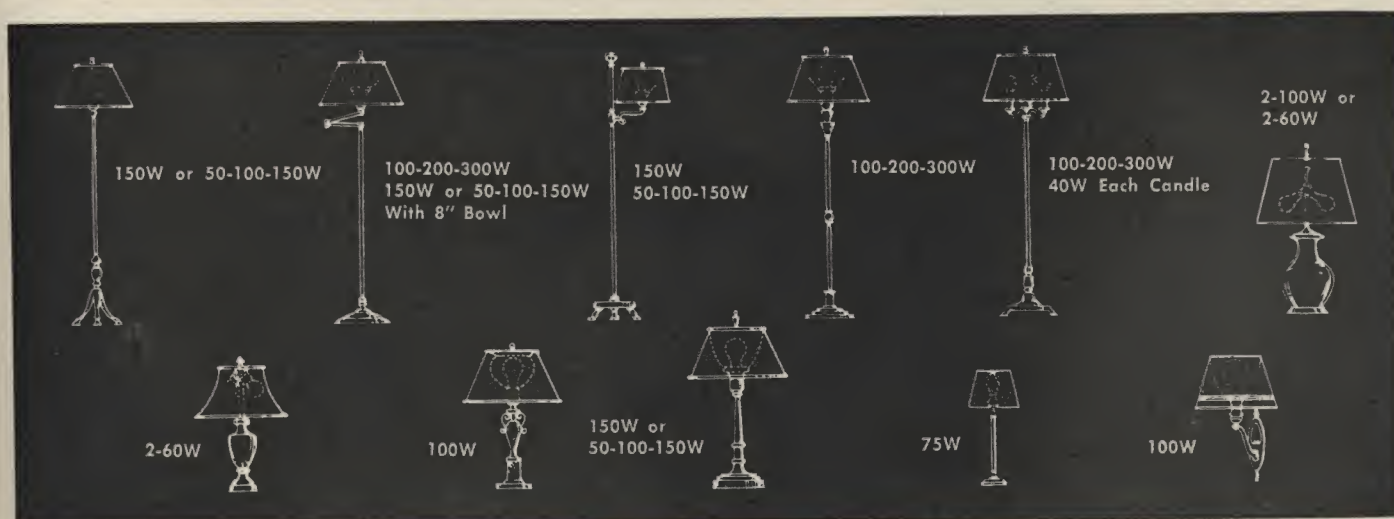 150W or 50-100-150W
100-200-300W
150W or 50-100-150W
With 8" Bowl
150W
50-100-150W
100-200-300W
100-200-300W
40W Each Candle
2-100W or
2-60W
2-60W
100W
150W or
50-100-150W
75W
100W